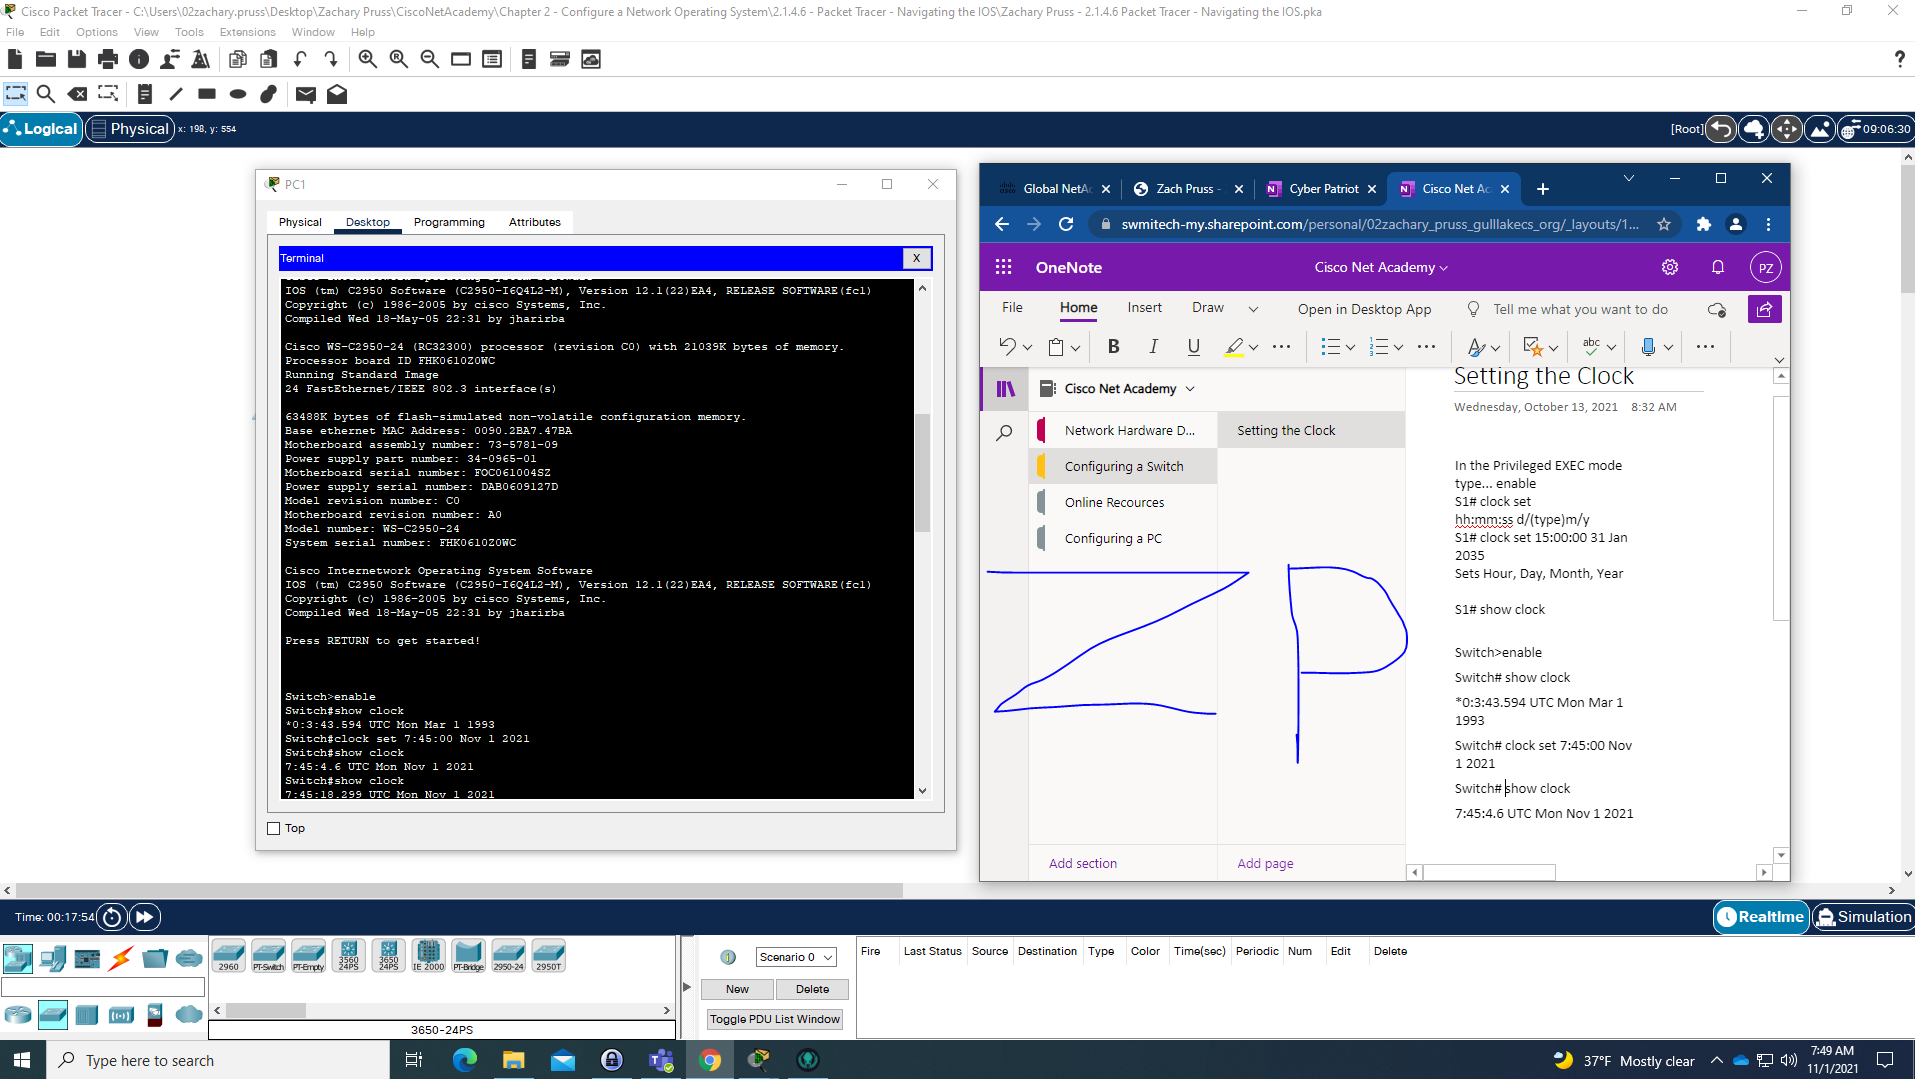 Cisco Packet Tracer - C:\Users\02zachary.pruss\Desktop\Zachary Pruss\CiscoNetAcademy\Chapter 2 - Configure a Network Operating System\2.1.4.6 - Packet Tracer - Navigating the IOS\Zachary Pruss - 2.1.4.6 Packet Tracer - Navigating the IOS.pka
File Edit Options View Tools Extensions Window Help
Logical Physical x: 198, y: 554
[Root] 09:06:30
PC1
Physical Desktop Programming Attributes
Terminal X
IOS (tm) C2950 Software (C2950-I6Q4L2-M), Version 12.1(22)EA4, RELEASE SOFTWARE(fc1)
Copyright (c) 1986-2005 by cisco Systems, Inc.
Compiled Wed 18-May-05 22:31 by jharirba
Cisco WS-C2950-24 (RC32300) processor (revision C0) with 21039K bytes of memory.
Processor board ID FHK0610Z0WC
Running Standard Image
24 FastEthernet/IEEE 802.3 interface(s)
63488K bytes of flash-simulated non-volatile configuration memory.
Base ethernet MAC Address: 0090.2BA7.47BA
Motherboard assembly number: 73-5781-09
Power supply part number: 34-0965-01
Motherboard serial number: FOC061004SZ
Power supply serial number: DAB0609127D
Model revision number: C0
Motherboard revision number: A0
Model number: WS-C2950-24
System serial number: FHK0610Z0WC
Cisco Internetwork Operating System Software
IOS (tm) C2950 Software (C2950-I6Q4L2-M), Version 12.1(22)EA4, RELEASE SOFTWARE(fc1)
Copyright (c) 1986-2005 by cisco Systems, Inc.
Compiled Wed 18-May-05 22:31 by jharirba
Press RETURN to get started!
Switch>enable
Switch#show clock
*0:3:43.594 UTC Mon Mar 1 1993
Switch#clock set 7:45:00 Nov 1 2021
Switch#show clock
7:45:4.6 UTC Mon Nov 1 2021
Switch#show clock
7:45:18.299 UTC Mon Nov 1 2021
Top
Global NetAc Zach Pruss - Cyber Patriot Cisco Net Ac
swmitech-my.sharepoint.com/personal/02zachary_pruss_gulllakecs_org/_layouts/1...
OneNote Cisco Net Academy PZ
File Home Insert Draw Open in Desktop App Tell me what you want to do
B I U abc
Cisco Net Academy
Network Hardware D...
Configuring a Switch
Online Recources
Configuring a PC
Add section
Setting the Clock
Add page
Setting the Clock
Wednesday, October 13, 2021 8:32 AM
In the Privileged EXEC mode
type... enable
S1# clock set
hh:mm:ss d/(type)m/y
S1# clock set 15:00:00 31 Jan
2035
Sets Hour, Day, Month, Year
S1# show clock
Switch>enable
Switch# show clock
*0:3:43.594 UTC Mon Mar 1
1993
Switch# clock set 7:45:00 Nov
1 2021
Switch# show clock
7:45:4.6 UTC Mon Nov 1 2021
ZP
Time: 00:17:54
Realtime Simulation
2960 PT-Switch PT-Empty 3560 24PS 3650 24PS IE 2000 PT-Bridge 2950-24 2950T
3650-24PS
Scenario 0
New Delete
Toggle PDU List Window
Fire Last Status Source Destination Type Color Time(sec) Periodic Num Edit Delete
Type here to search
37°F Mostly clear
7:49 AM
11/1/2021